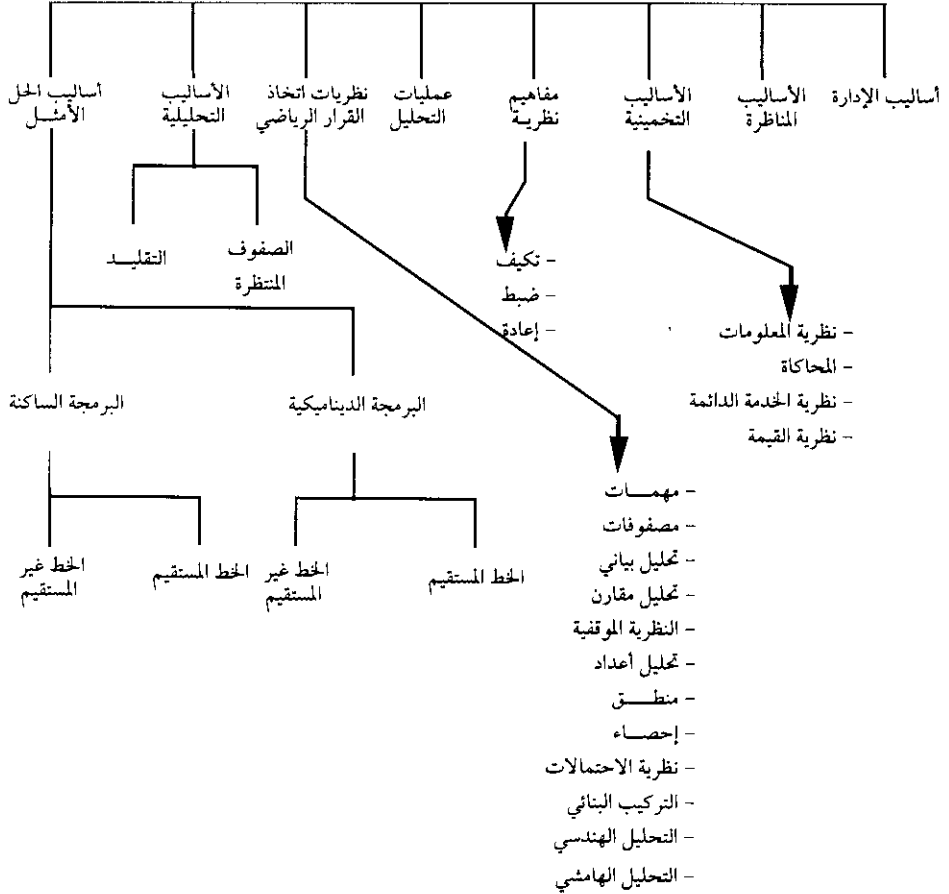 أساليب الإدارة
الأساليب
المناظرة
الأساليب
التخمينية
مفاهيم
نظرية
عمليات
التحليل
نظريات اتخاذ
القرار الرياضي
الأساليب
التحليلية
أساليب الحل
الأمثل
الصفوف
المنتظرة
التقليد
- تكيف
- ضبط
- إعادة
- نظرية المعلومات
- المحاكاة
- نظرية الخدمة الدائمة
- نظرية القيمة
البرمجة الديناميكية
البرمجة الساكنة
الخط المستقيم
الخط غير
المستقيم
الخط المستقيم
الخط غير
المستقيم
- مهمات
- مصفوفات
- تحليل بياني
- تحليل مقارن
- النظرية الموقفية
- تحليل أعداد
- منطق
- إحصاء
- نظرية الاحتمالات
- التركيب البنائي
- التحليل الهندسي
- التحليل الهامشي